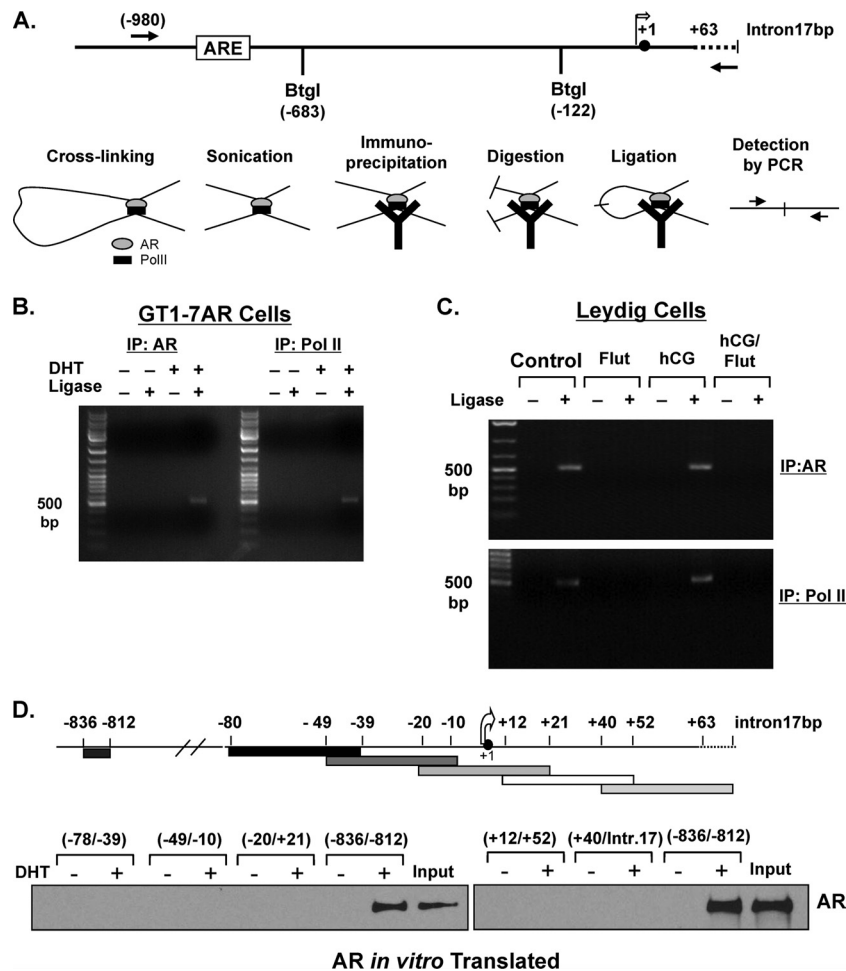 A.
(-980)
ARE
BtgI
(-683)
BtgI
(-122)
+1
+63
Intron17bp
Cross-linking
Sonication
Immuno-
precipitation
Digestion
Ligation
Detection
by PCR
AR
PolII
B.
GT1-7AR Cells
IP: AR
IP: Pol II
DHT – – + + – – + +
Ligase – + – + – + – +
500
bp
C.
Leydig Cells
Control
Flut
hCG
hCG/
Flut
Ligase – + – + – + – +
500
bp
IP:AR
500
bp
IP: Pol II
D.
-836 -812 -80 - 49 -39 -20 -10 +12 +21 +40 +52 +63 intron17bp
+1
(-78/-39) (-49/-10) (-20/+21) (-836/-812) (+12/+52) (+40/Intr.17) (-836/-812)
DHT - + - + - + - + Input - + - + - + Input
AR
AR in vitro Translated